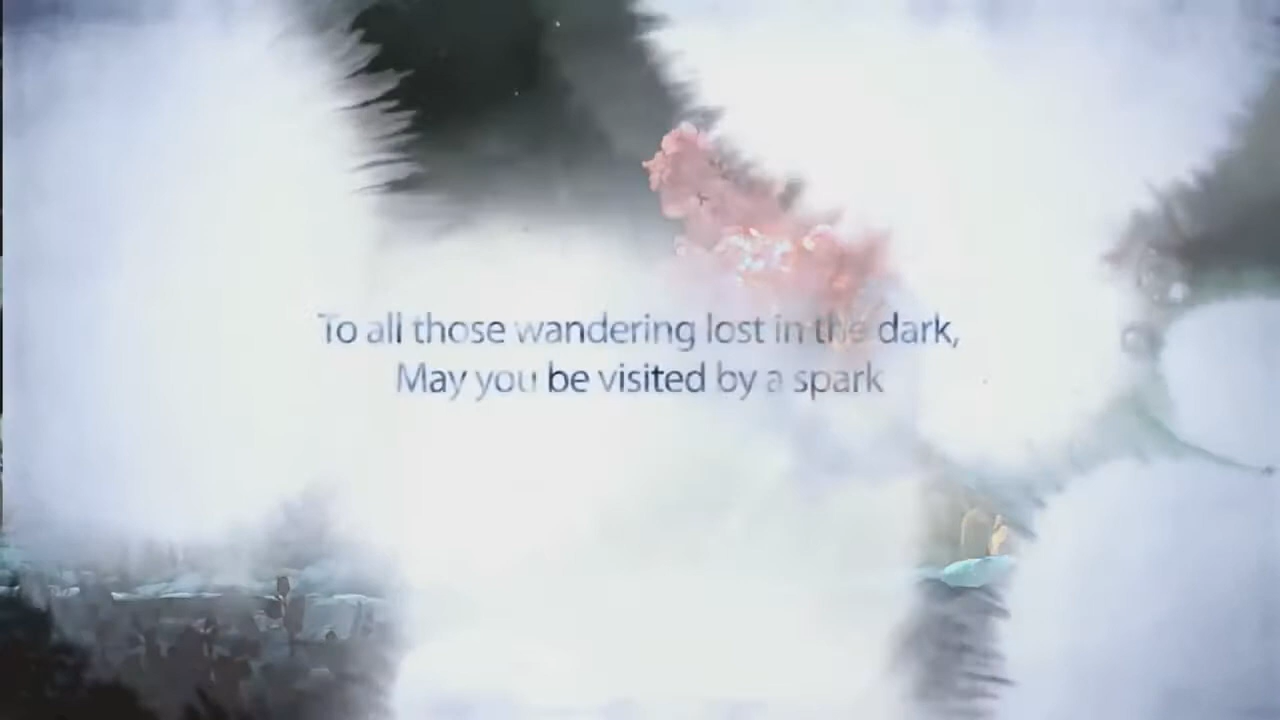 To all those wandering lost in the dark,
May you be visited by a spark